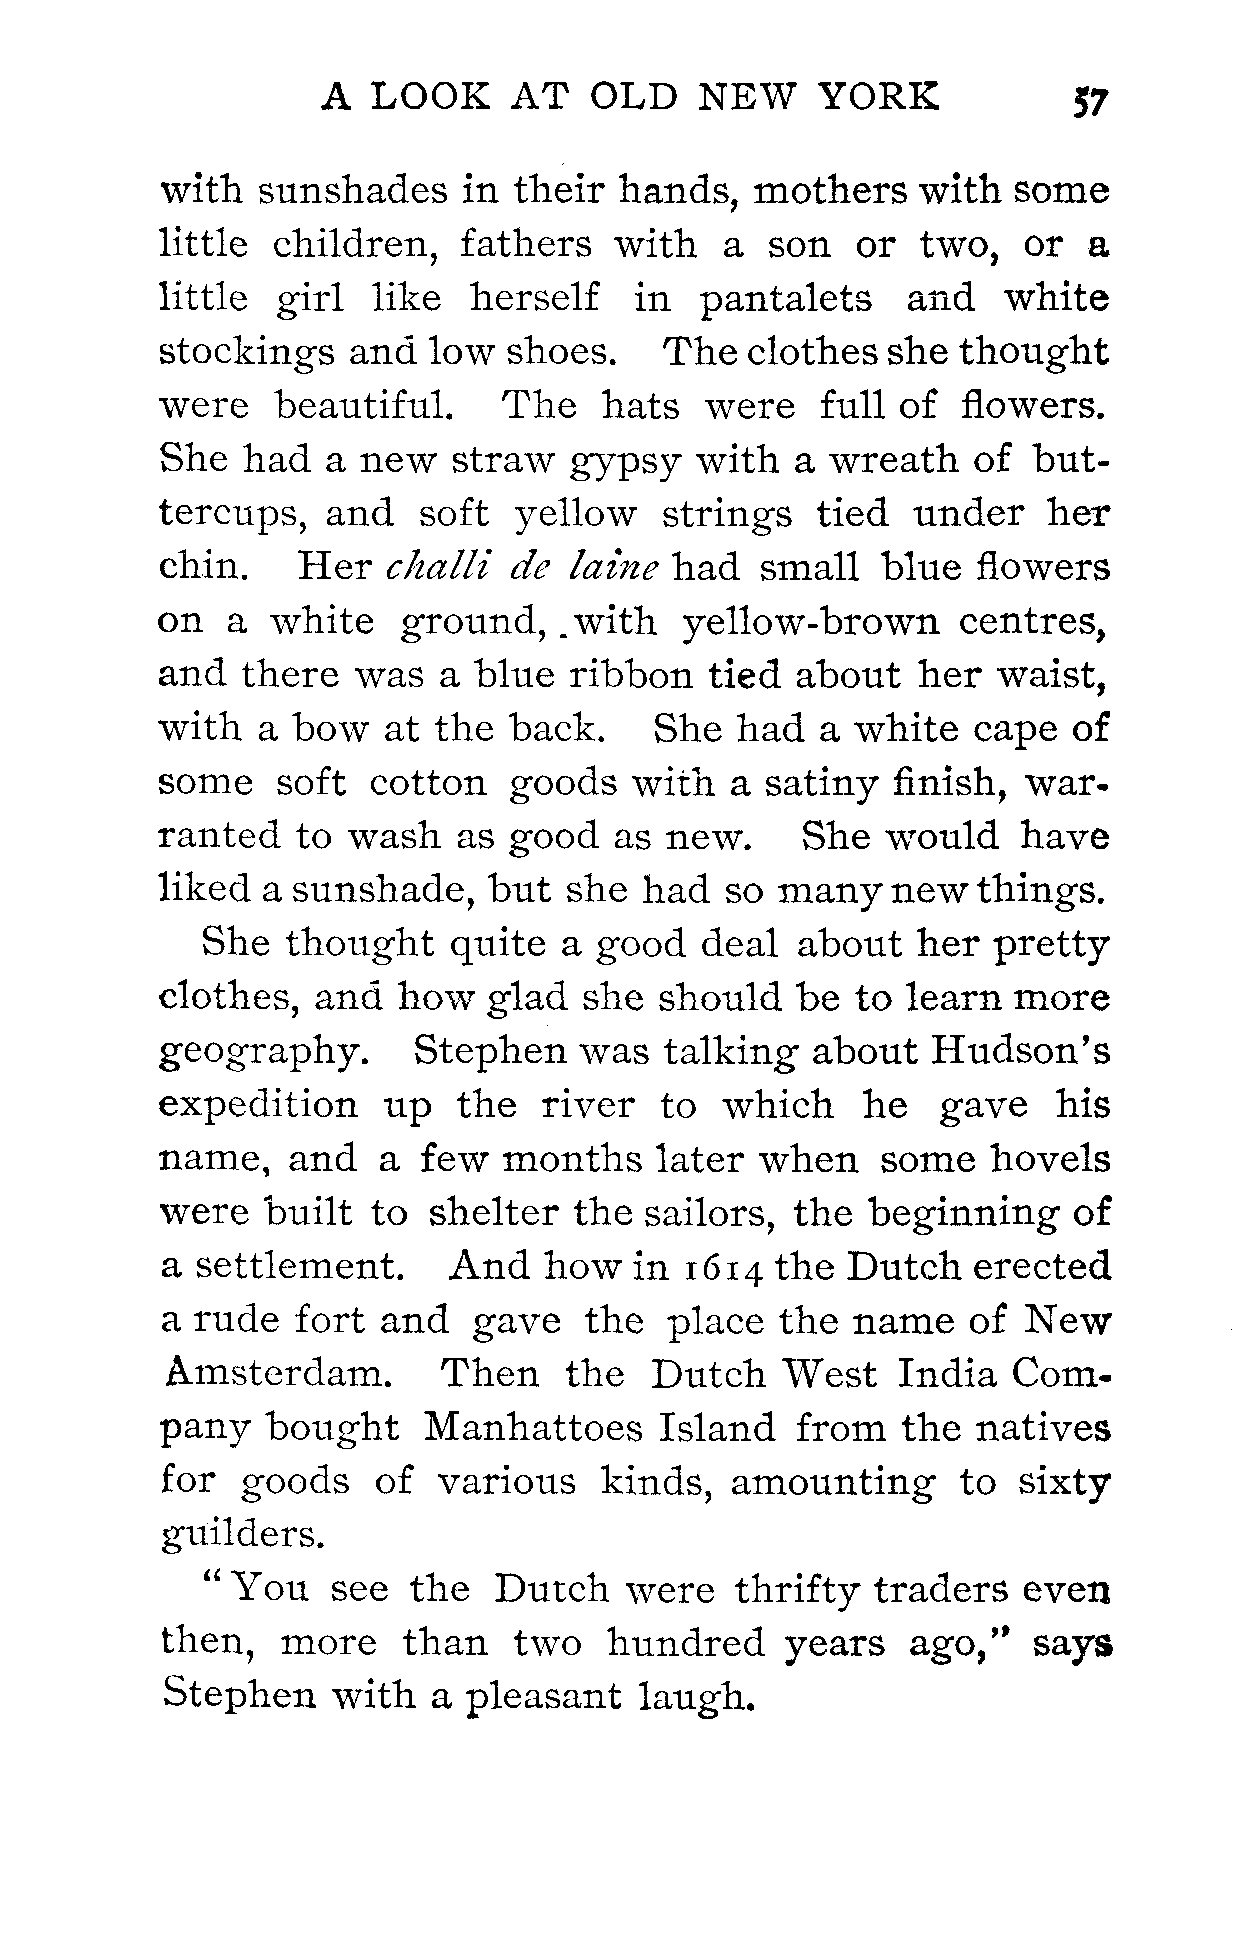 A LOOK AT OLD NEW YORK 57
with sunshades in their hands, mothers with some
little children, fathers with a son or two, or a
little girl like herself in pantalets and white
stockings and low shoes. The clothes she thought
were beautiful. The hats were full of flowers.
She had a new straw gypsy with a wreath of but-
tercups, and soft yellow strings tied under her
chin. Her challi de laine had small blue flowers
on a white ground, with yellow-brown centres,
and there was a blue ribbon tied about her waist,
with a bow at the back. She had a white cape of
some soft cotton goods with a satiny finish, war-
ranted to wash as good as new. She would have
liked a sunshade, but she had so many new things.
She thought quite a good deal about her pretty
clothes, and how glad she should be to learn more
geography. Stephen was talking about Hudson's
expedition up the river to which he gave his
name, and a few months later when some hovels
were built to shelter the sailors, the beginning of
a settlement. And how in 1614 the Dutch erected
a rude fort and gave the place the name of New
Amsterdam. Then the Dutch West India Com-
pany bought Manhattoes Island from the natives
for goods of various kinds, amounting to sixty
guilders.
"You see the Dutch were thrifty traders even
then, more than two hundred years ago," says
Stephen with a pleasant laugh.